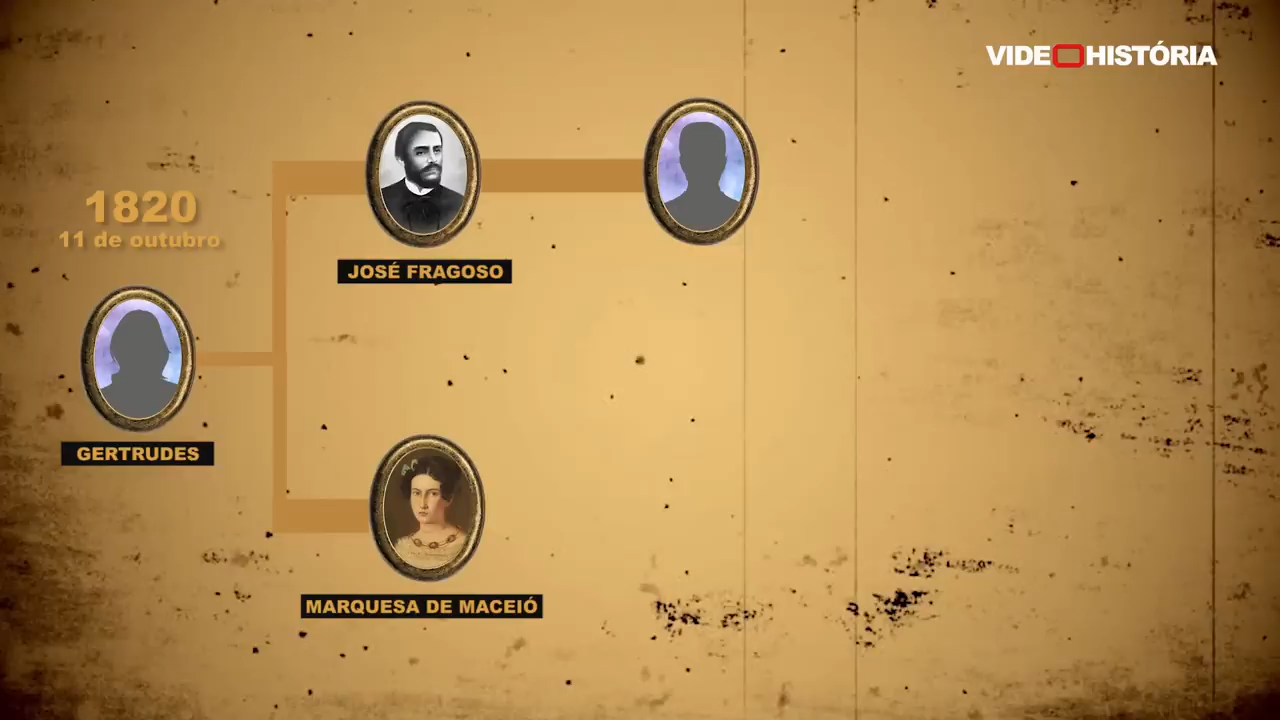 VIDEOHISTÓRIA
1820
11 de outubro
JOSÉ FRAGOSO
GERTRUDES
MARQUESA DE MACEIÓ